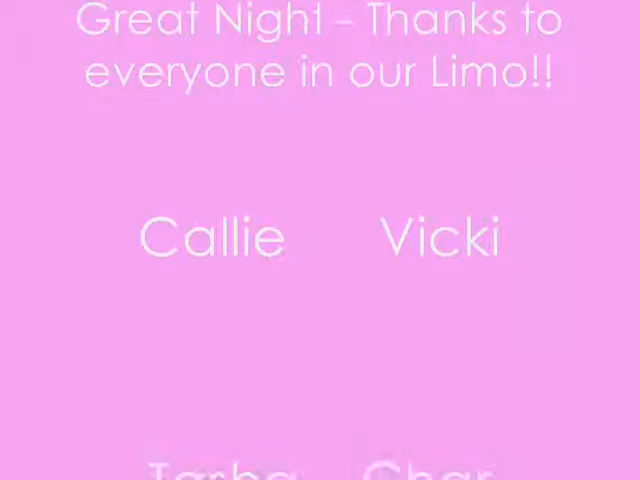 Great Night – Thanks to
everyone in our Limo!!
Callie Vicki